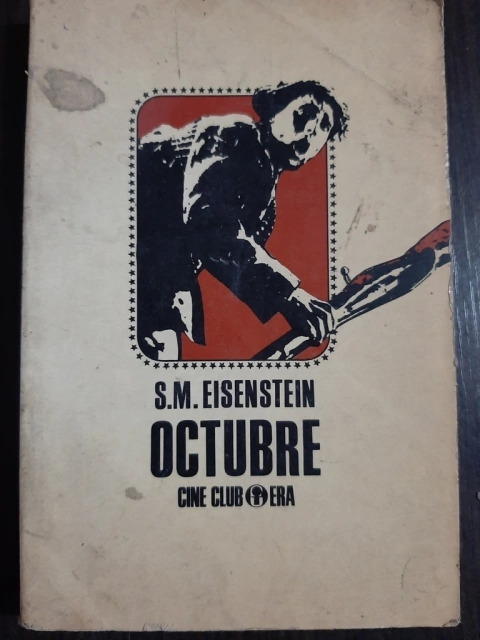 S.M. EISENSTEIN
OCTUBRE
CINE CLUB ERA